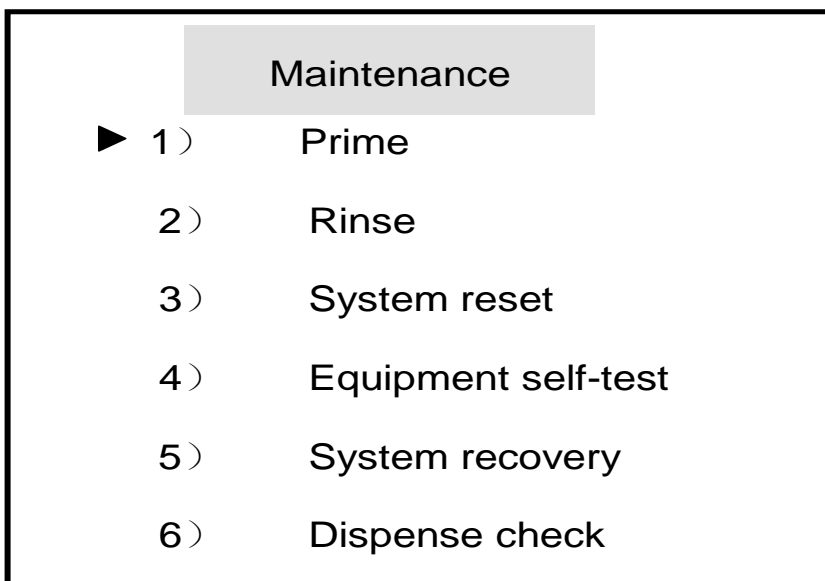 Maintenance
► 1） Prime
2） Rinse
3） System reset
4） Equipment self-test
5） System recovery
6） Dispense check